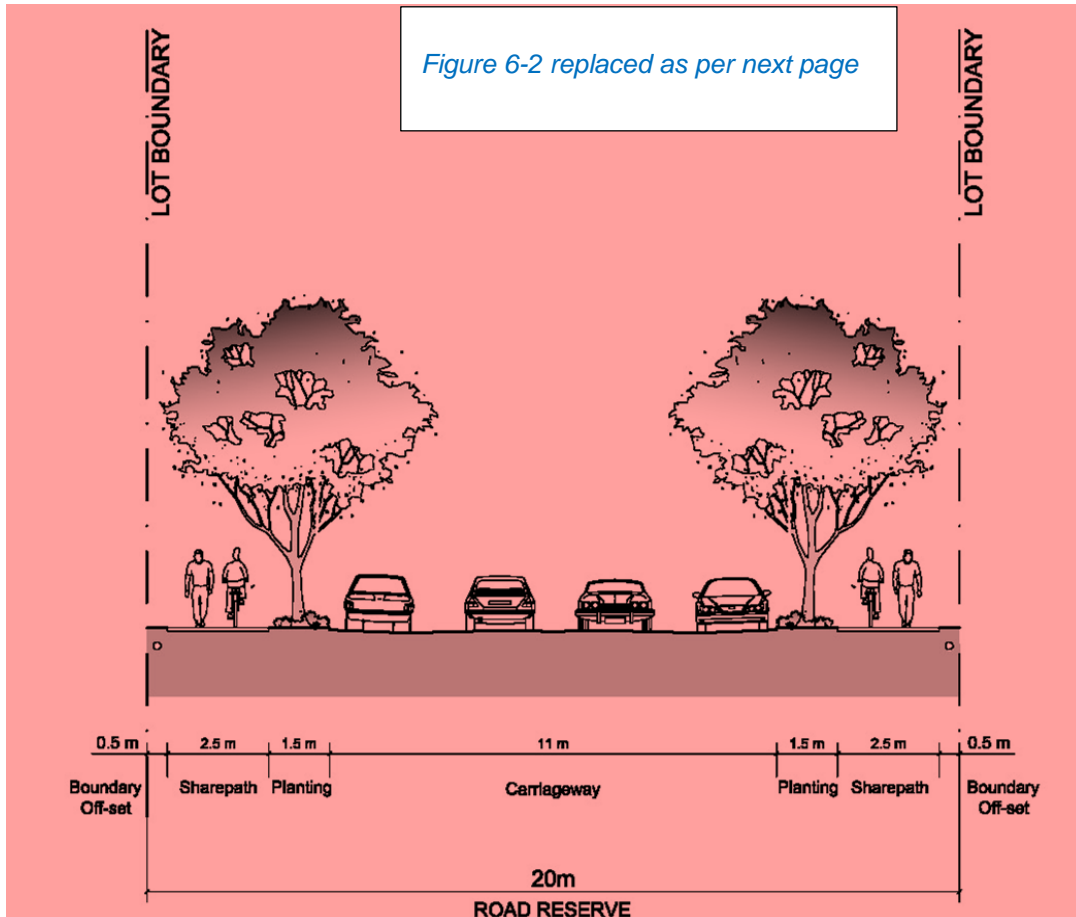 Figure 6-2 replaced as per next page
LOT BOUNDARY
LOT BOUNDARY
0.5 m
2.5 m
1.5 m
11 m
1.5 m
2.5 m
0.5 m
Boundary
Off-set
Sharepath
Planting
Carriageway
Planting
Sharepath
Boundary
Off-set
20m
ROAD RESERVE